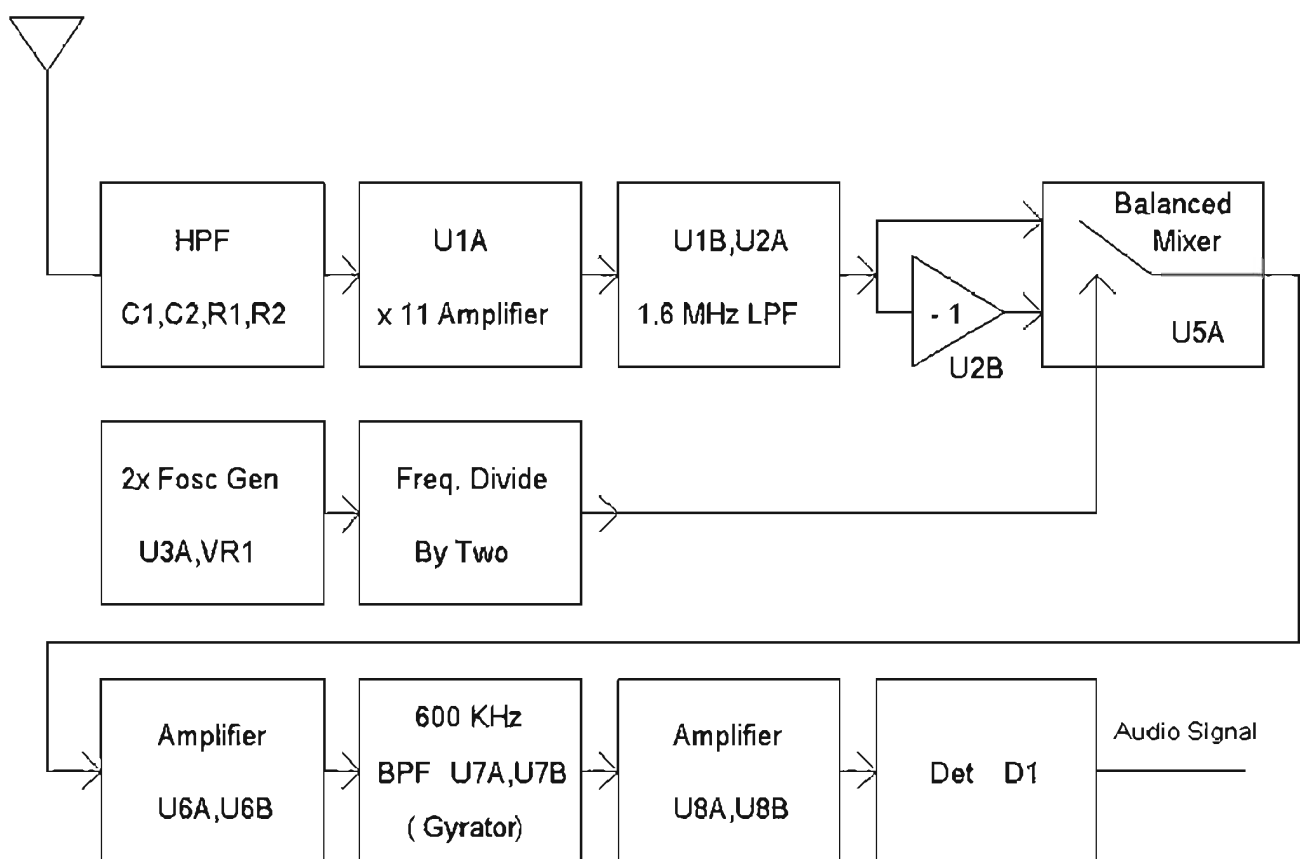 HPF
C1,C2,R1,R2
U1A
x 11 Amplifier
U1B,U2A
1.6 MHz LPF
- 1
U2B
Balanced
Mixer
U5A
2x Fosc Gen
U3A,VR1
Freq. Divide
By Two
Amplifier
U6A,U6B
600 KHz
BPF U7A,U7B
( Gyrator)
Amplifier
U8A,U8B
Det D1
Audio Signal